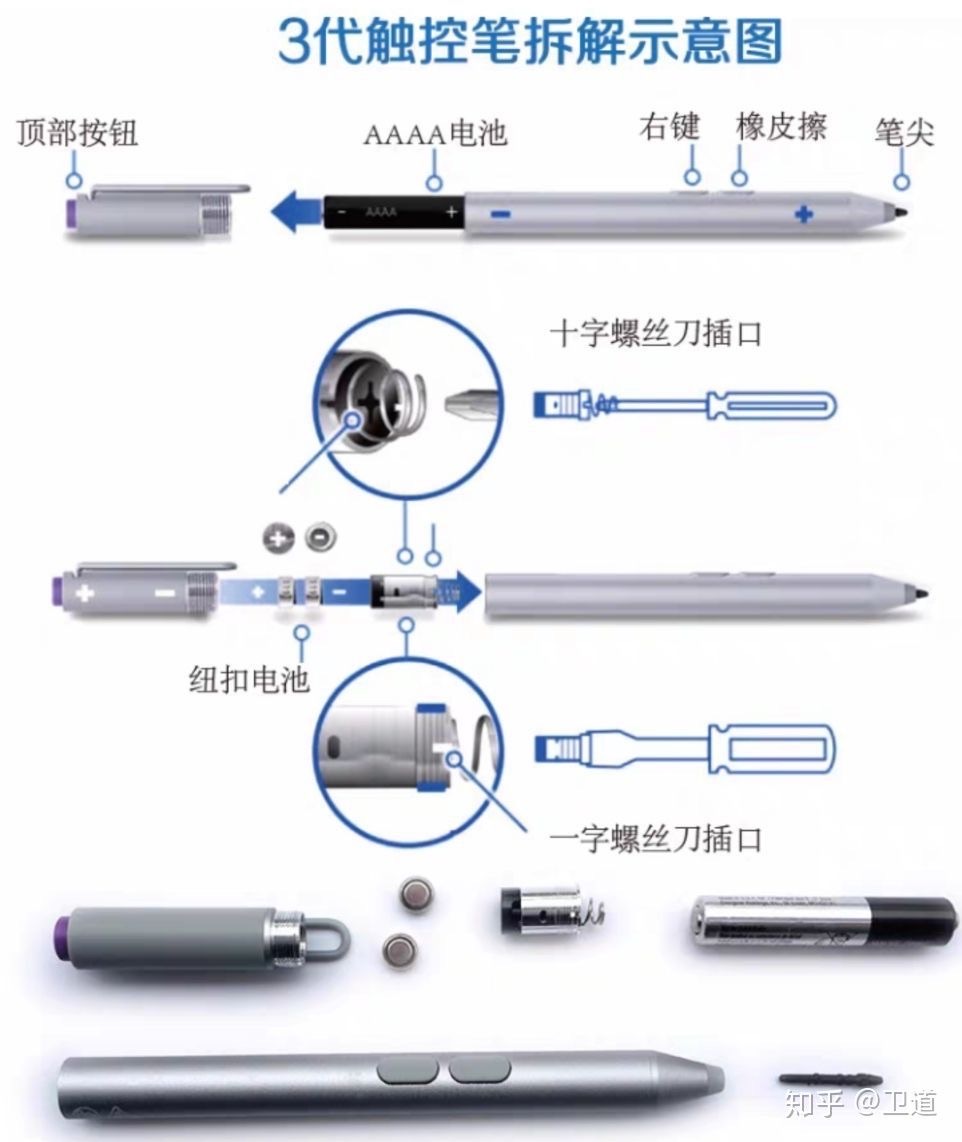 3代触控笔拆解示意图
顶部按钮
AAAA电池
右键
橡皮擦
笔尖
- AAAA +
- +
十字螺丝刀插口
+ -
+ - + -
纽扣电池
一字螺丝刀插口
知乎 @卫道